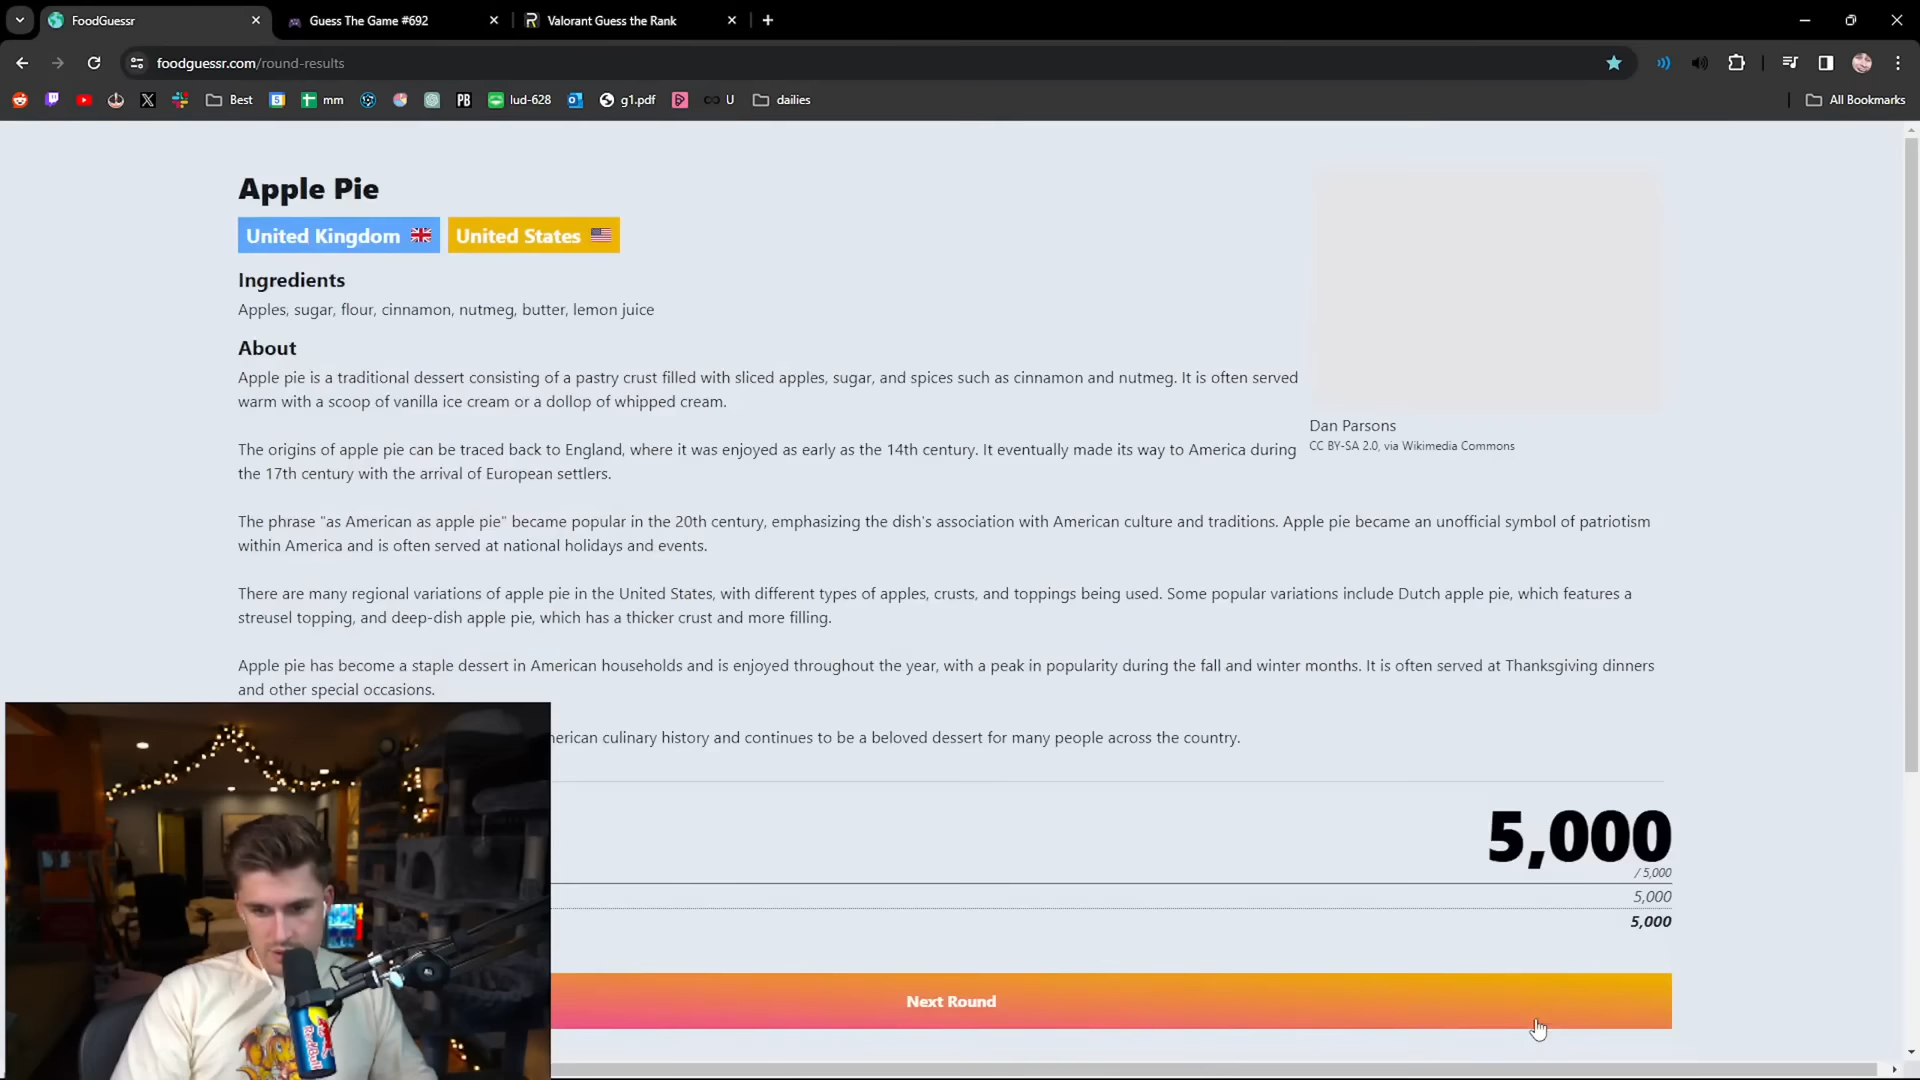 FoodGuessr
Guess The Game #692
Valorant Guess the Rank
foodguessr.com/round-results
Best
mm
PB
lud-628
g1.pdf
U
dailies
All Bookmarks
Apple Pie
United Kingdom
United States
Ingredients
Apples, sugar, flour, cinnamon, nutmeg, butter, lemon juice
About
Apple pie is a traditional dessert consisting of a pastry crust filled with sliced apples, sugar, and spices such as cinnamon and nutmeg. It is often served
warm with a scoop of vanilla ice cream or a dollop of whipped cream.
Dan Parsons
CC BY-SA 2.0, via Wikimedia Commons
The origins of apple pie can be traced back to England, where it was enjoyed as early as the 14th century. It eventually made its way to America during
the 17th century with the arrival of European settlers.
The phrase "as American as apple pie" became popular in the 20th century, emphasizing the dish's association with American culture and traditions. Apple pie became an unofficial symbol of patriotism
within America and is often served at national holidays and events.
There are many regional variations of apple pie in the United States, with different types of apples, crusts, and toppings being used. Some popular variations include Dutch apple pie, which features a
streusel topping, and deep-dish apple pie, which has a thicker crust and more filling.
Apple pie has become a staple dessert in American households and is enjoyed throughout the year, with a peak in popularity during the fall and winter months. It is often served at Thanksgiving dinners
and other special occasions.
merican culinary history and continues to be a beloved dessert for many people across the country.
5,000
/ 5,000
5,000
5,000
Next Round
RedBull